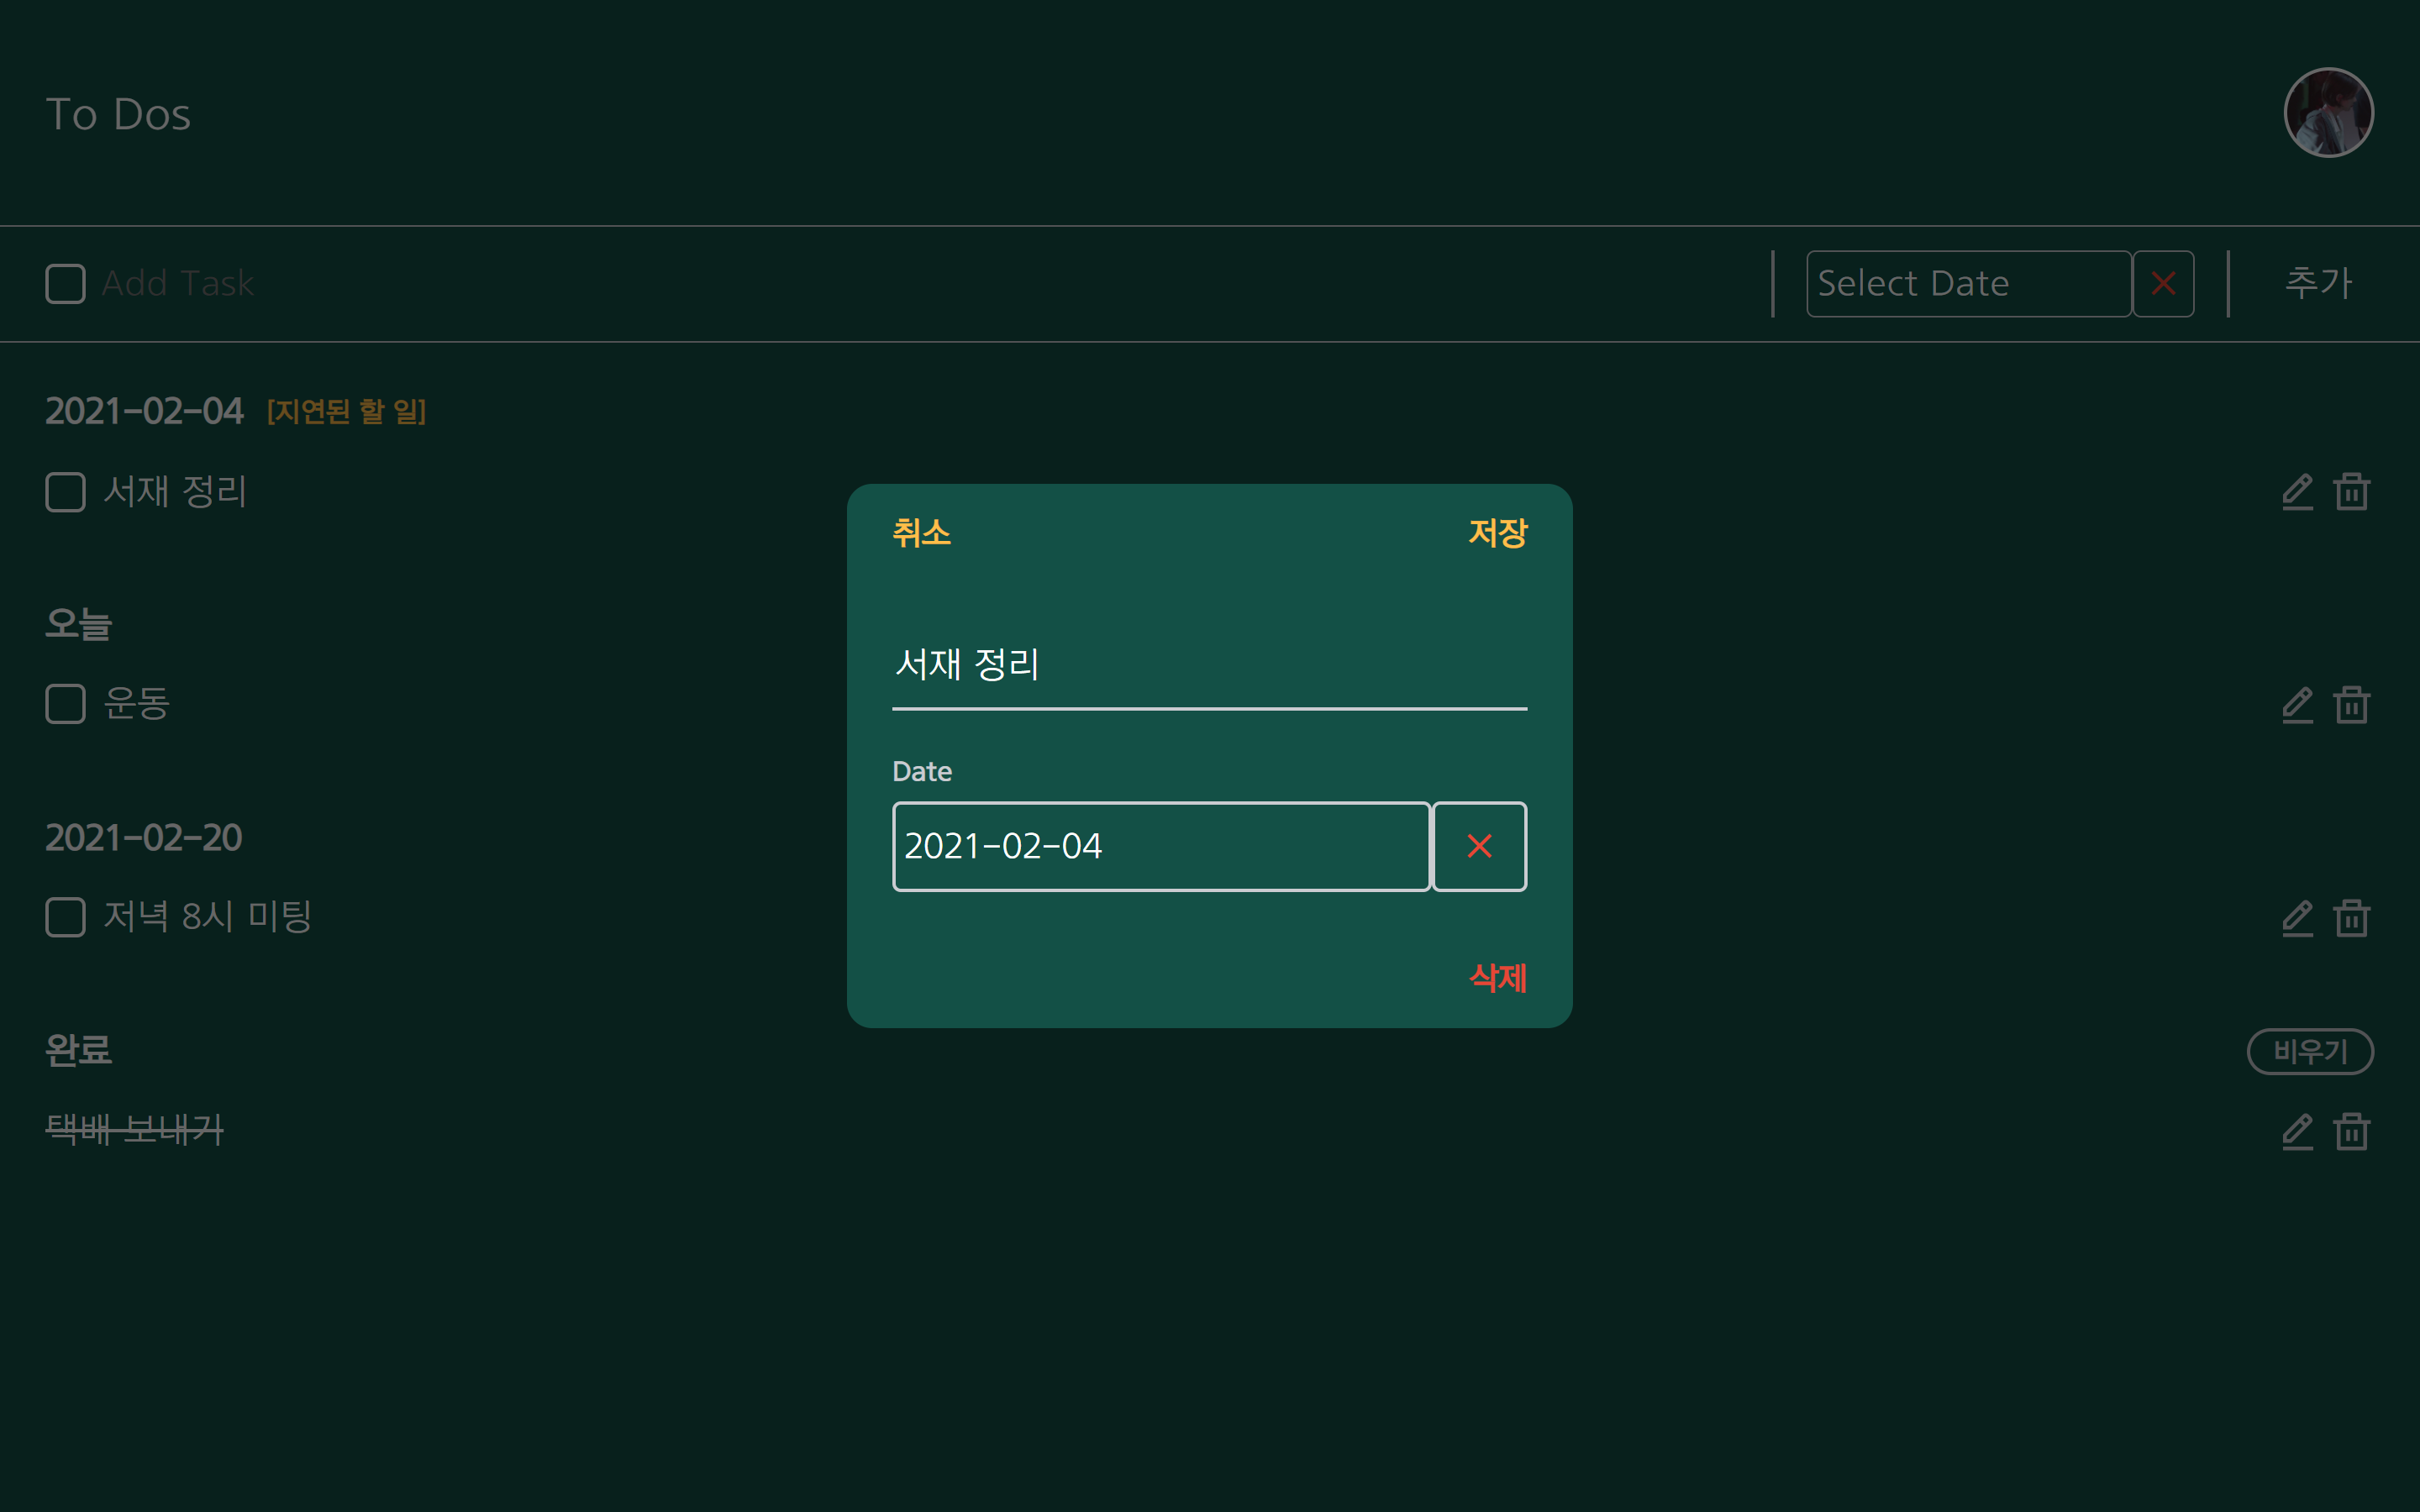 To Dos
Add Task
Select Date
추가
2021-02-04 [지연된 할 일]
서재 정리
오늘
운동
2021-02-20
저녁 8시 미팅
완료
비우기
택배 보내기
취소
저장
서재 정리
Date
2021-02-04
삭제